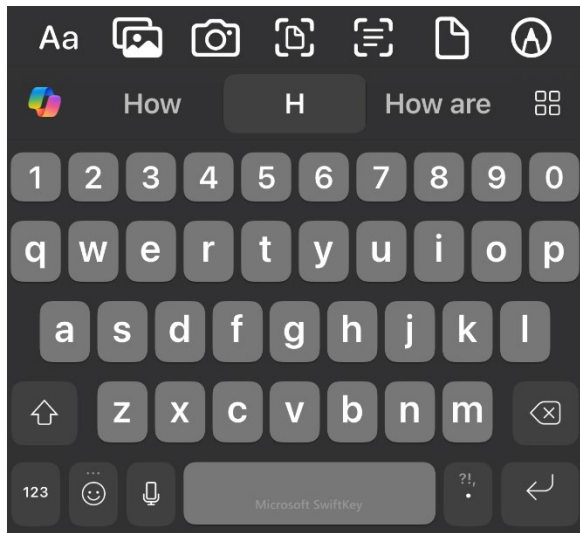 Aa
How H How are
1 2 3 4 5 6 7 8 9 0
q w e r t y u i o p
a s d f g h j k l
z x c v b n m
123 Microsoft SwiftKey ?!, .